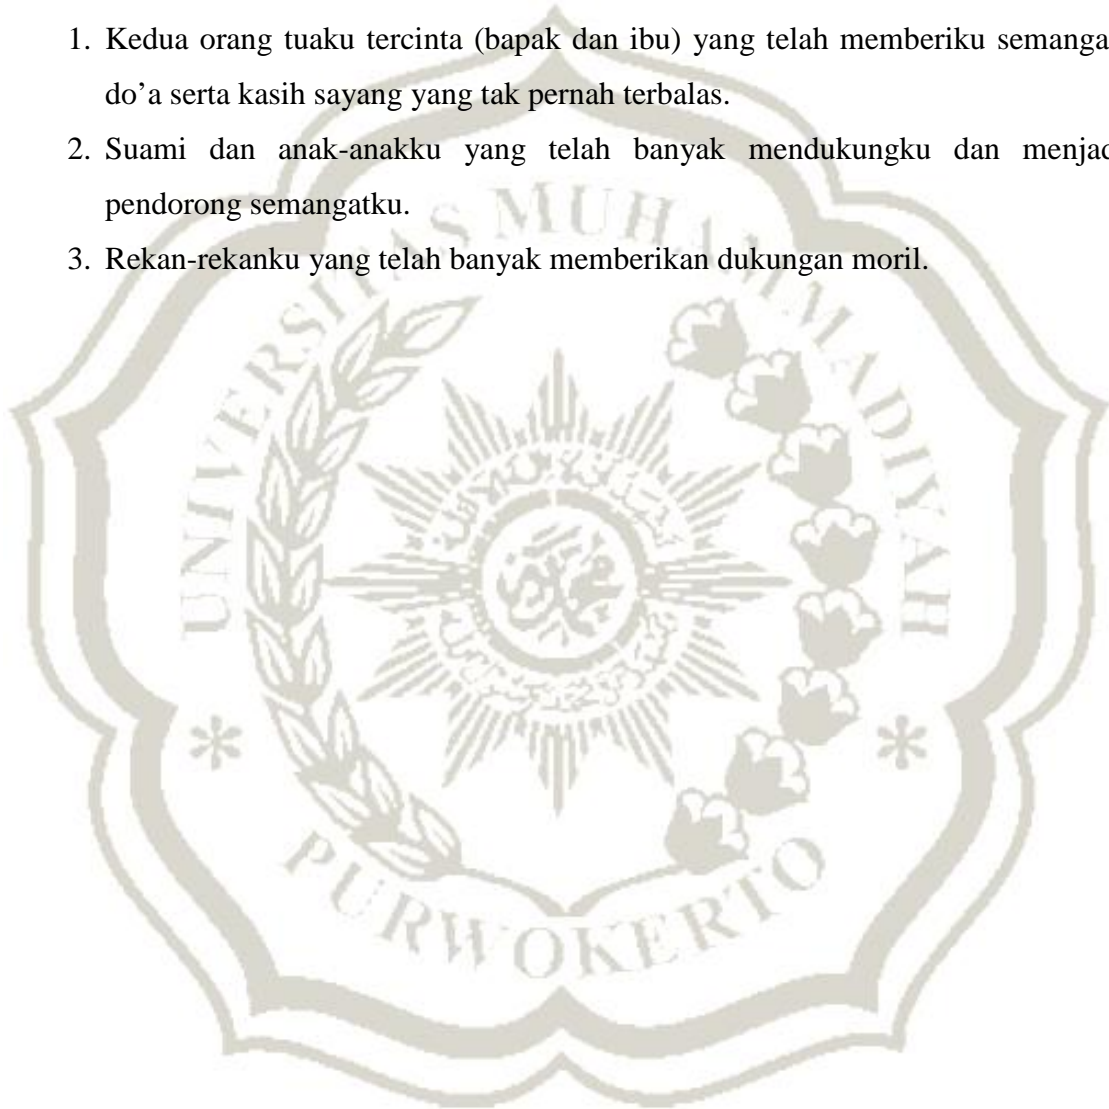 1. Kedua orang tuaku tercinta (bapak dan ibu) yang telah memberiku semanga
do’a serta kasih sayang yang tak pernah terbalas.
2. Suami dan anak-anakku yang telah banyak mendukungku dan menjad
pendorong semangatku.
3. Rekan-rekanku yang telah banyak memberikan dukungan moril.
UNIVERSITAS MUHAMMADIYAH
PURWOKERTO